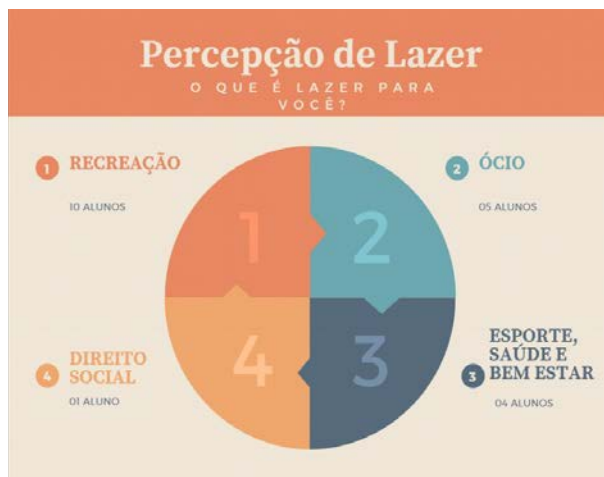 Percepção de Lazer
O QUE É LAZER PARA
VOCÊ?
1 RECREAÇÃO
10 ALUNOS
2 ÓCIO
05 ALUNOS
1
2
4
3
4 DIREITO
SOCIAL
01 ALUNO
3 ESPORTE,
SAÚDE E
BEM ESTAR
04 ALUNOS